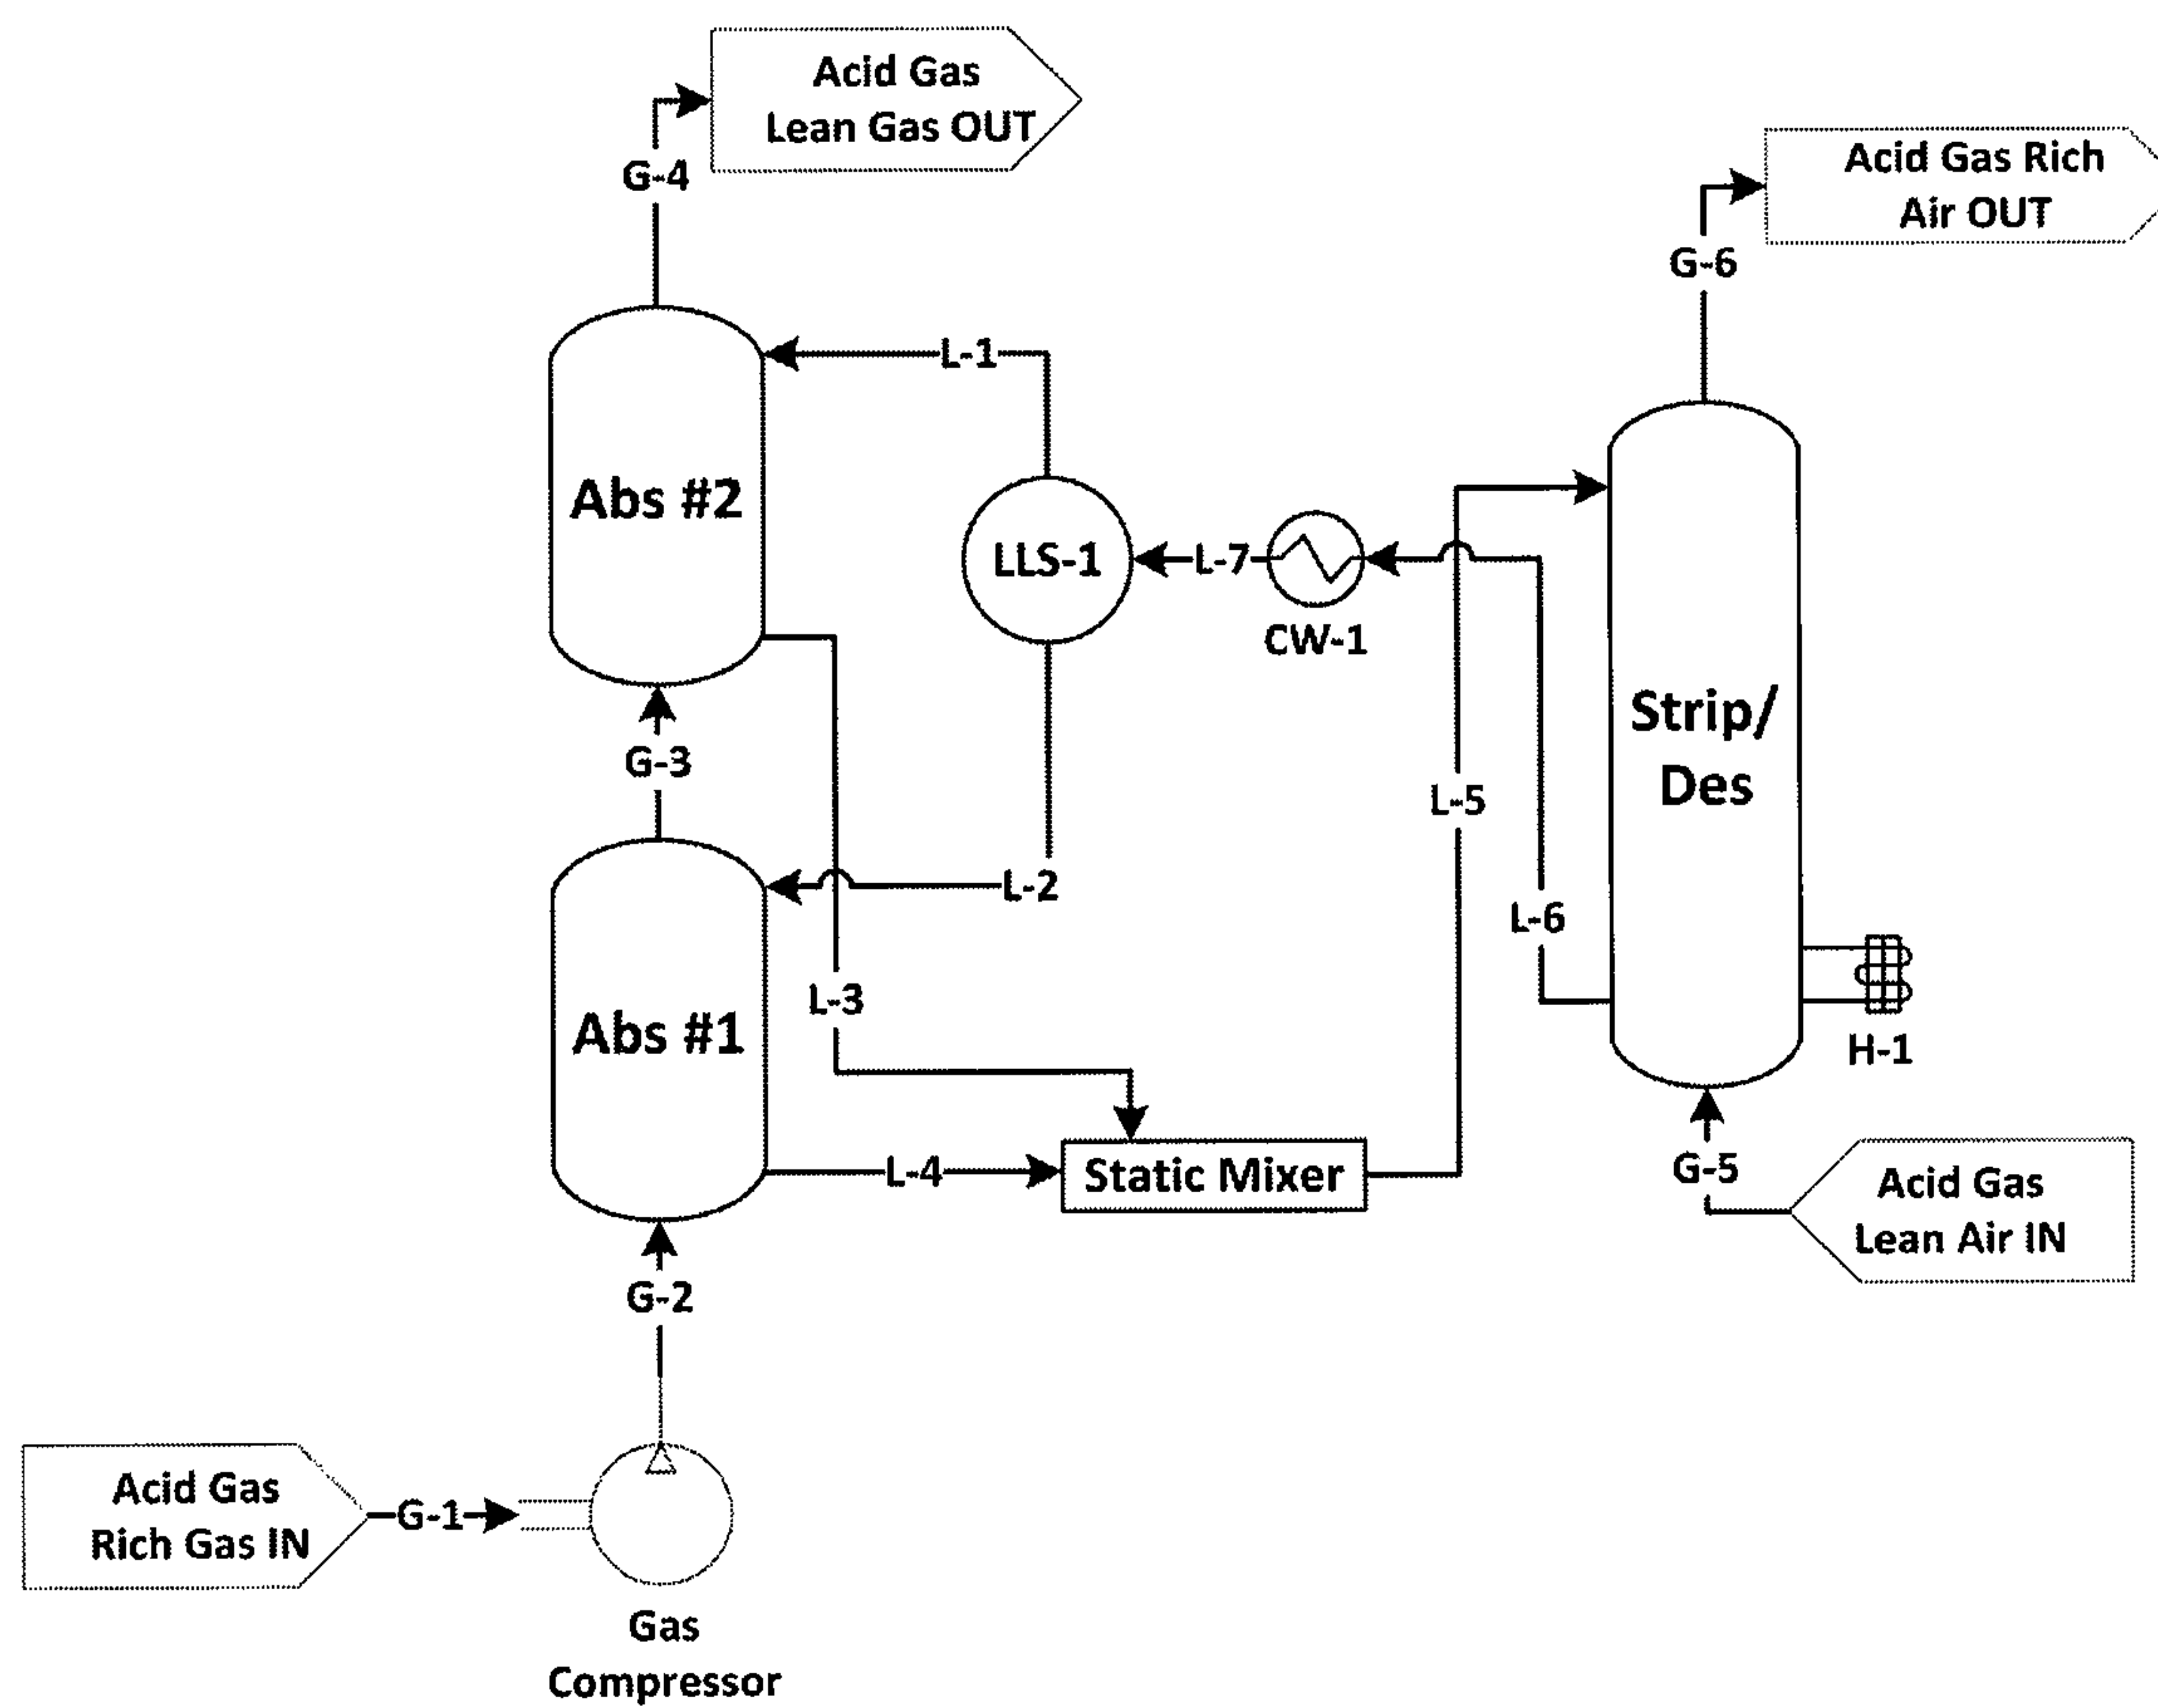 Acid Gas
Lean Gas OUT
G-4
Acid Gas Rich
Air OUT
G-6
L-1
Abs #2
LLS-1
L-7
CW-1
Strip/
Des
G-3
L-5
L-2
L-6
L-3
Abs #1
H-1
L-4
Static Mixer
G-5
Acid Gas
Lean Air IN
G-2
Acid Gas
Rich Gas IN
G-1
Gas
Compressor